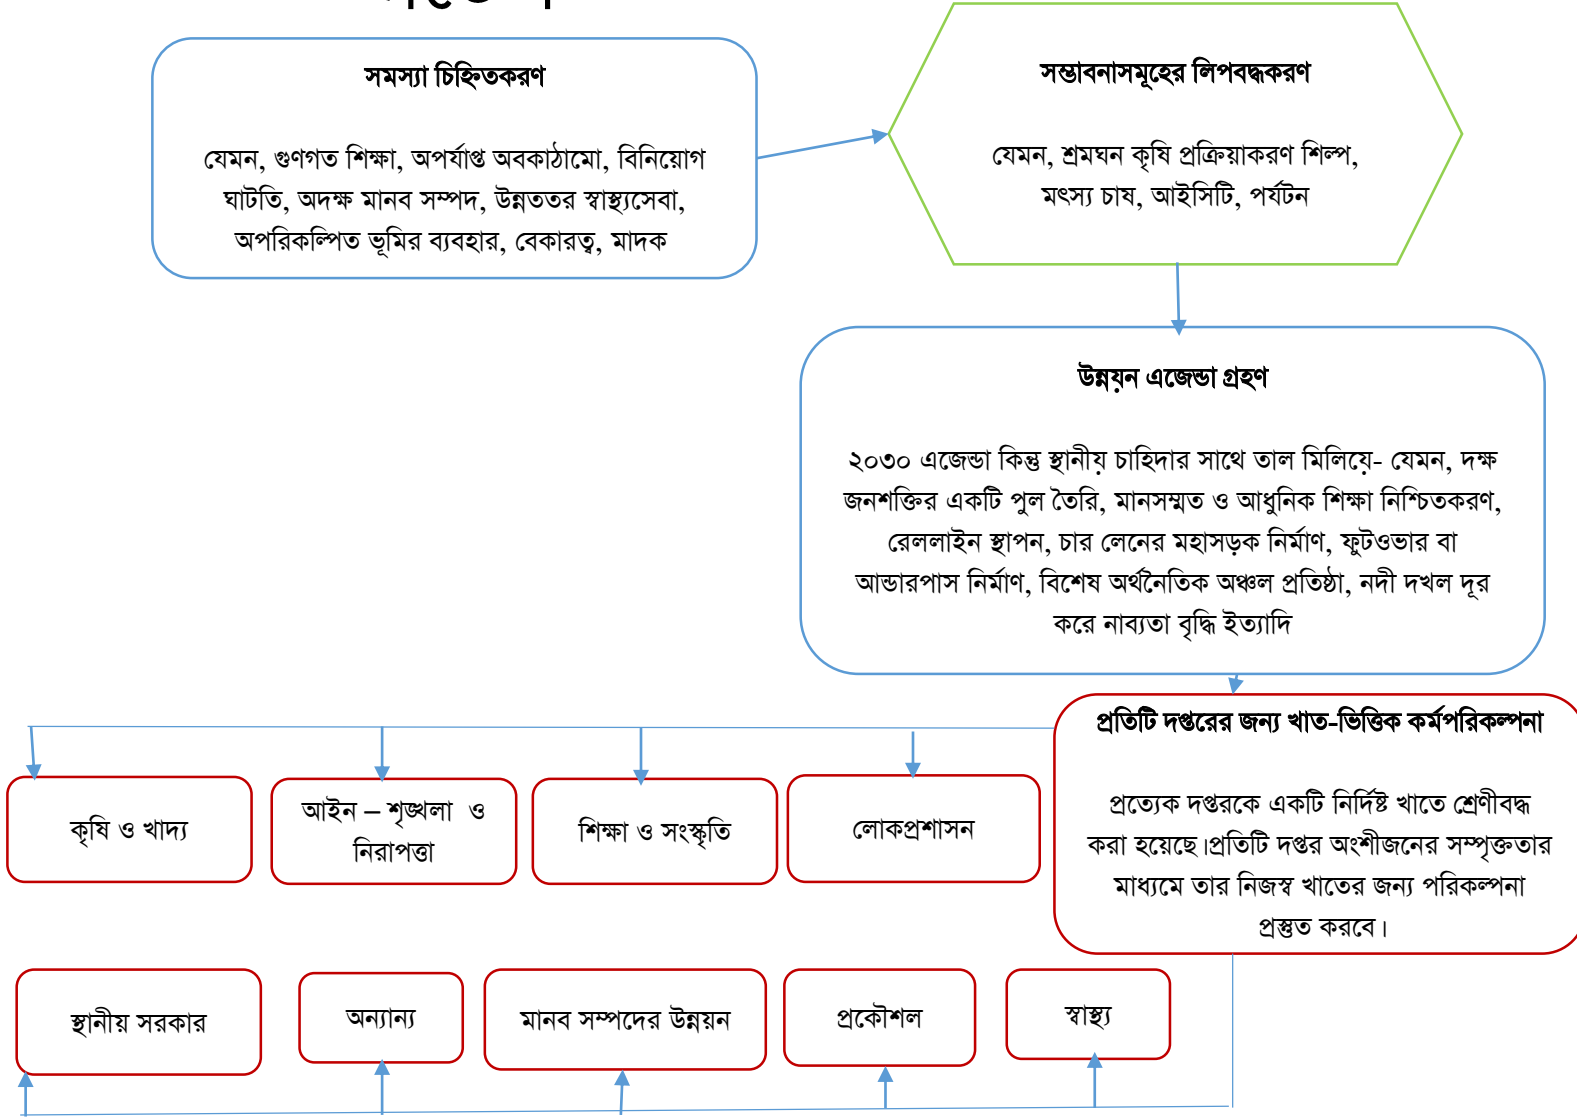 সমস্যা চিহ্নিতকরণ
যেমন, গুণগত শিক্ষা, অপর্যাপ্ত অবকাঠামো, বিনিয়োগ
ঘাটতি, অদক্ষ মানব সম্পদ, উন্নততর স্বাস্থ্যসেবা,
অপরিকল্পিত ভূমির ব্যবহার, বেকারত্ব, মাদক
সম্ভাবনাসমূহের লিপবদ্ধকরণ
যেমন, শ্রমঘন কৃষি প্রক্রিয়াকরণ শিল্প,
মৎস্য চাষ, আইসিটি, পর্যটন
উন্নয়ন এজেন্ডা গ্রহণ
২০৩০ এজেন্ডা কিন্তু স্থানীয় চাহিদার সাথে তাল মিলিয়ে- যেমন, দক্ষ
জনশক্তির একটি পুল তৈরি, মানসম্মত ও আধুনিক শিক্ষা নিশ্চিতকরণ,
রেললাইন স্থাপন, চার লেনের মহাসড়ক নির্মাণ, ফুটওভার বা
আন্ডারপাস নির্মাণ, বিশেষ অর্থনৈতিক অঞ্চল প্রতিষ্ঠা, নদী দখল দূর
করে নাব্যতা বৃদ্ধি ইত্যাদি
প্রতিটি দপ্তরের জন্য খাত-ভিত্তিক কর্মপরিকল্পনা
প্রত্যেক দপ্তরকে একটি নির্দিষ্ট খাতে শ্রেণীবদ্ধ
করা হয়েছে।প্রতিটি দপ্তর অংশীজনের সম্পৃক্ততার
মাধ্যমে তার নিজস্ব খাতের জন্য পরিকল্পনা
প্রস্তুত করবে।
কৃষি ও খাদ্য
আইন – শৃঙ্খলা ও
নিরাপত্তা
শিক্ষা ও সংস্কৃতি
লোকপ্রশাসন
স্থানীয় সরকার
অন্যান্য
মানব সম্পদের উন্নয়ন
প্রকৌশল
স্বাস্থ্য